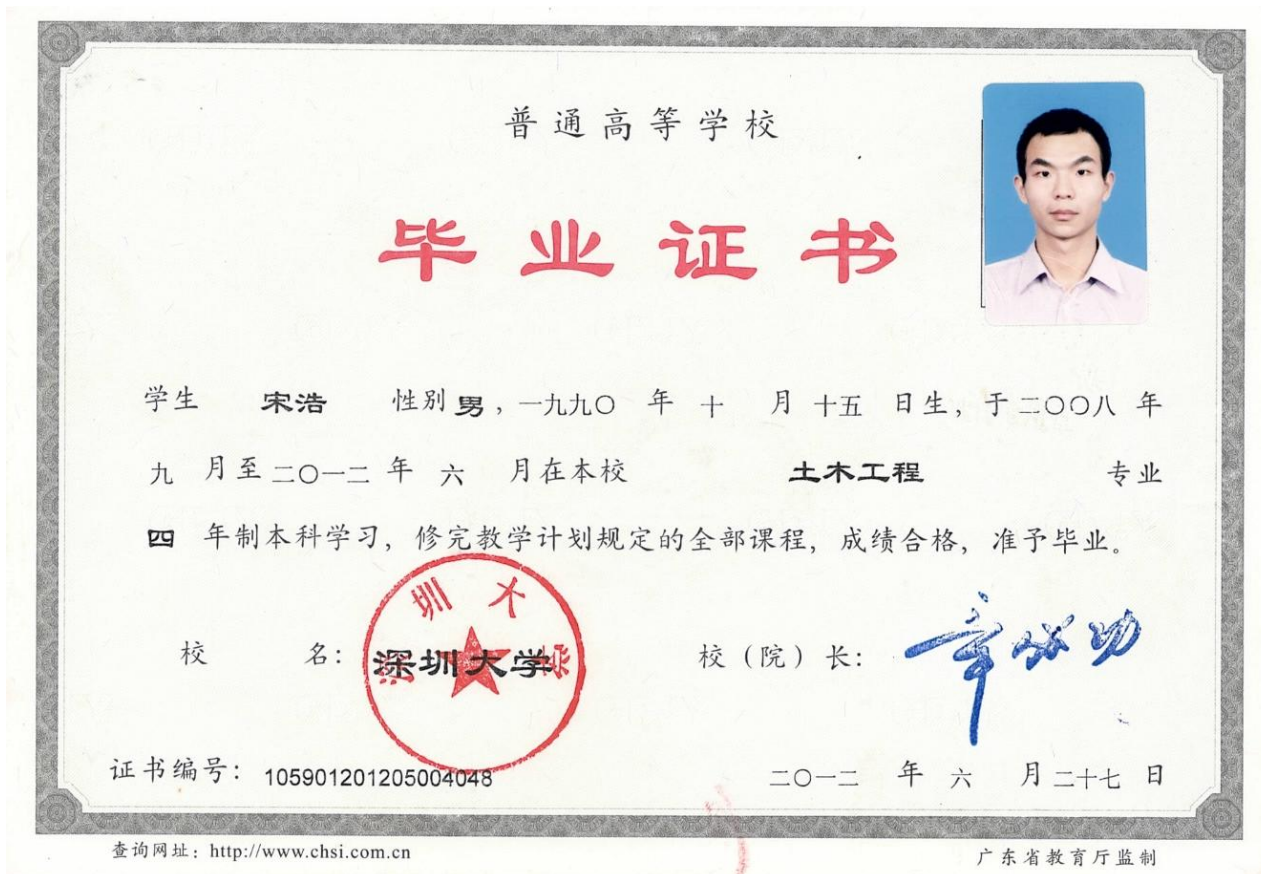 普通高等学校
毕业证书
学生 宋浩 性别 男，一九九〇 年 十 月 十五 日生，于 二〇〇八 年
九 月至 二〇一二 年 六 月在本校 土木工程 专业
四 年制本科学习，修完教学计划规定的全部课程，成绩合格，准予毕业。
深圳大学
校 名：深圳大学 校（院）长：章必功
证书编号：105901201205004048 二〇一二 年 六 月 二十七 日
查询网址：http://www.chsi.com.cn 广东省教育厅监制